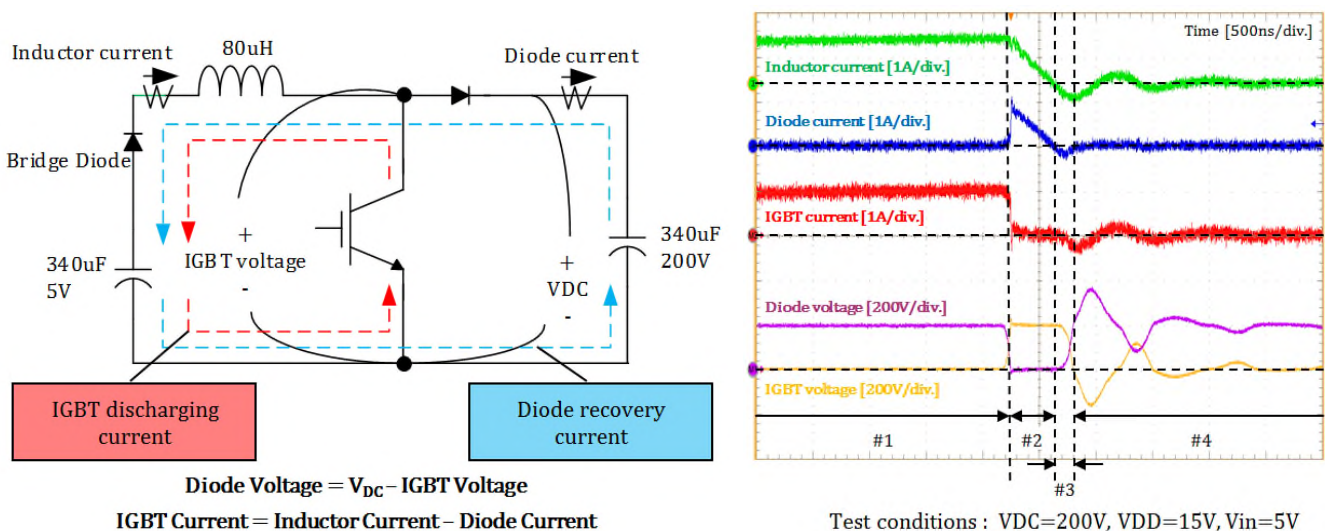 Inductor current
80uH
Diode current
Bridge Diode
340uF
5V
+
IGBT voltage
-
+
VDC
-
340uF
200V
IGBT discharging
current
Diode recovery
current
Diode Voltage = VDC – IGBT Voltage
IGBT Current = Inductor Current – Diode Current
Time [500ns/div.]
Inductor current [1A/div.]
Diode current [1A/div.]
IGBT current [1A/div.]
Diode voltage [200V/div.]
IGBT voltage [200V/div.]
#1
#2
#4
#3
Test conditions : VDC=200V, VDD=15V, Vin=5V